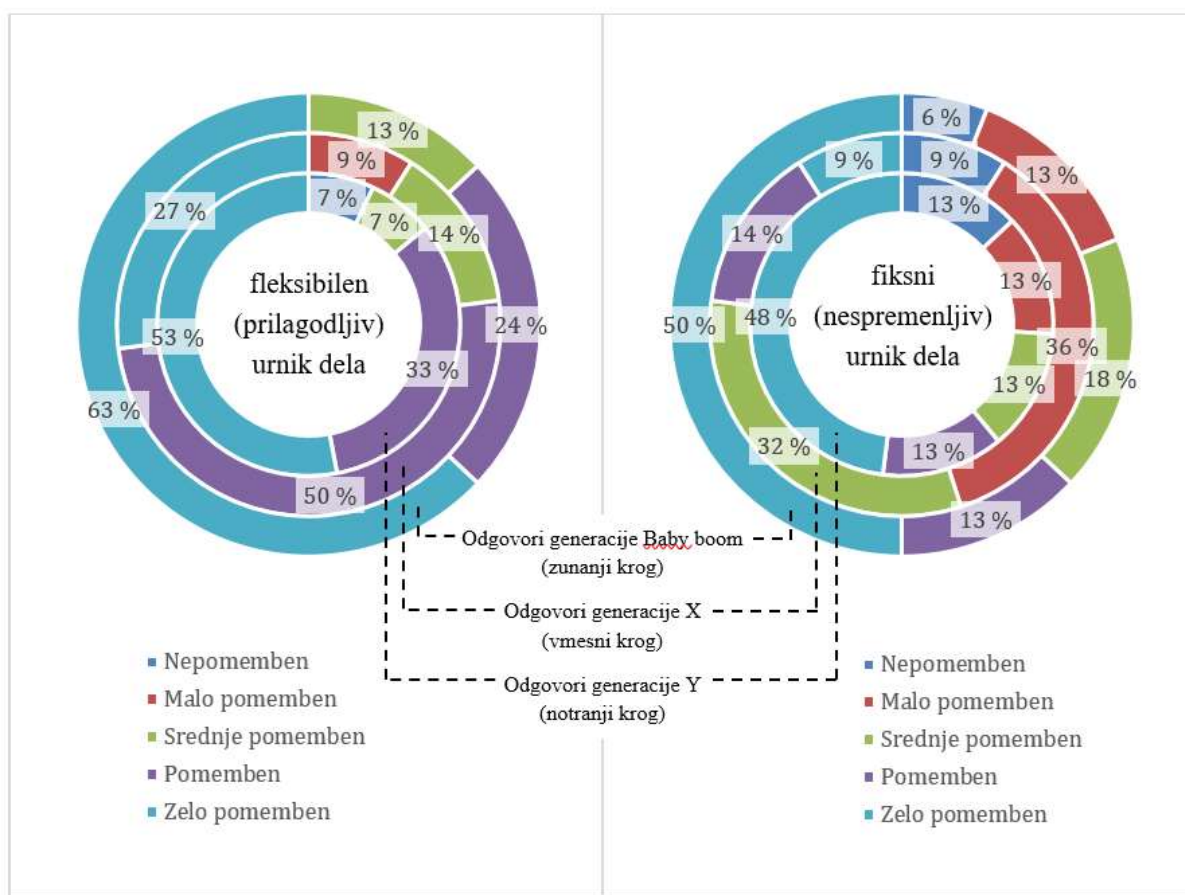 13 %
9 %
7 %
7 %
14 %
27 %
fleksibilen
(prilagodljiv)
urnik dela
24 %
53 %
33 %
63 %
50 %
6 %
9 %
13 %
9 %
13 %
14 %
13 %
fiksni
(nespremenljiv)
urnik dela
50 %
48 %
36 %
13 %
18 %
32 %
13 %
13 %
Odgovori generacije Baby boom
(zunanji krog)
Odgovori generacije X
(vmesni krog)
Odgovori generacije Y
(notranji krog)
Nepomemben
Malo pomemben
Srednje pomemben
Pomemben
Zelo pomemben
Nepomemben
Malo pomemben
Srednje pomemben
Pomemben
Zelo pomemben